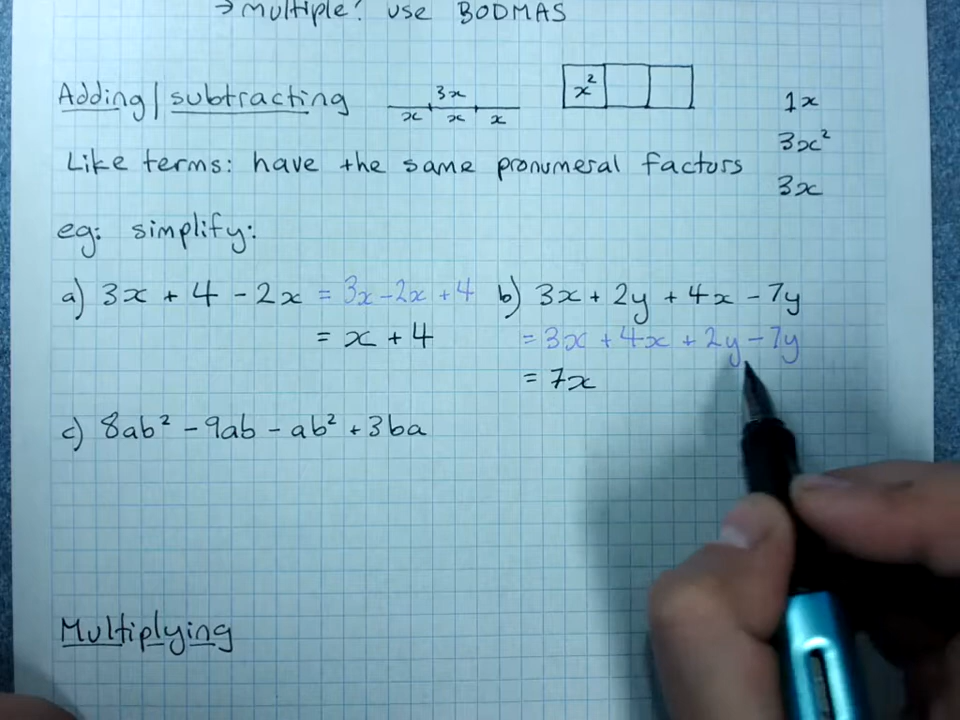 → multiple? use BODMAS
Adding/subtracting
3x
x x x
x²
1x
3x²
3x
Like terms: have the same pronumeral factors
eg: simplify:
a) 3x + 4 - 2x = 3x - 2x + 4
= x + 4
b) 3x + 2y + 4x - 7y
= 3x + 4x + 2y - 7y
= 7x
c) 8ab² - 9ab - ab² + 3ba
Multiplying